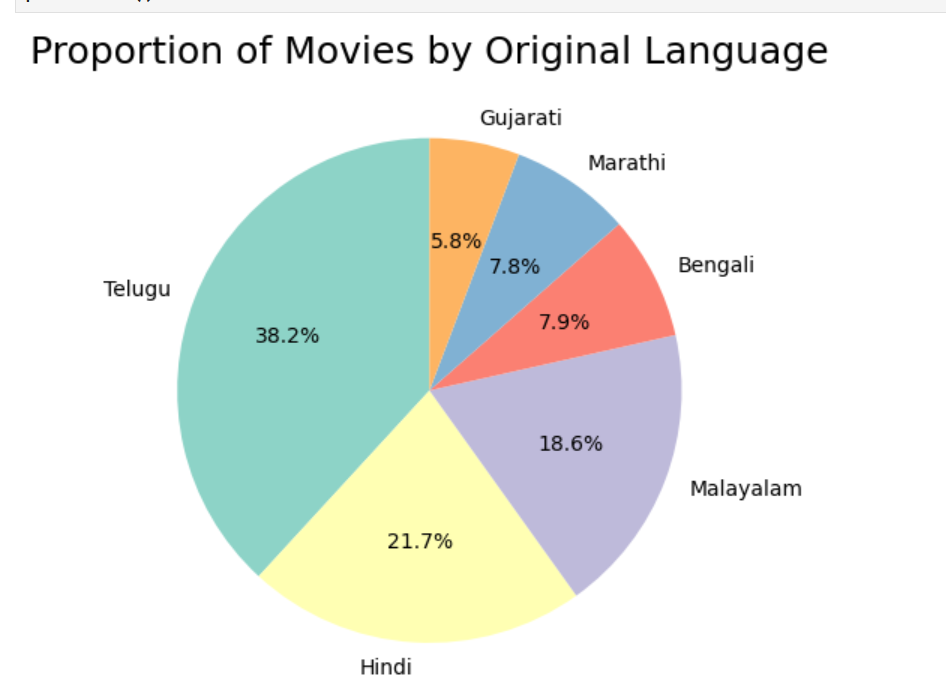 Proportion of Movies by Original Language
Gujarati
Marathi
5.8%
7.8%
Bengali
Telugu
7.9%
38.2%
18.6%
Malayalam
21.7%
Hindi